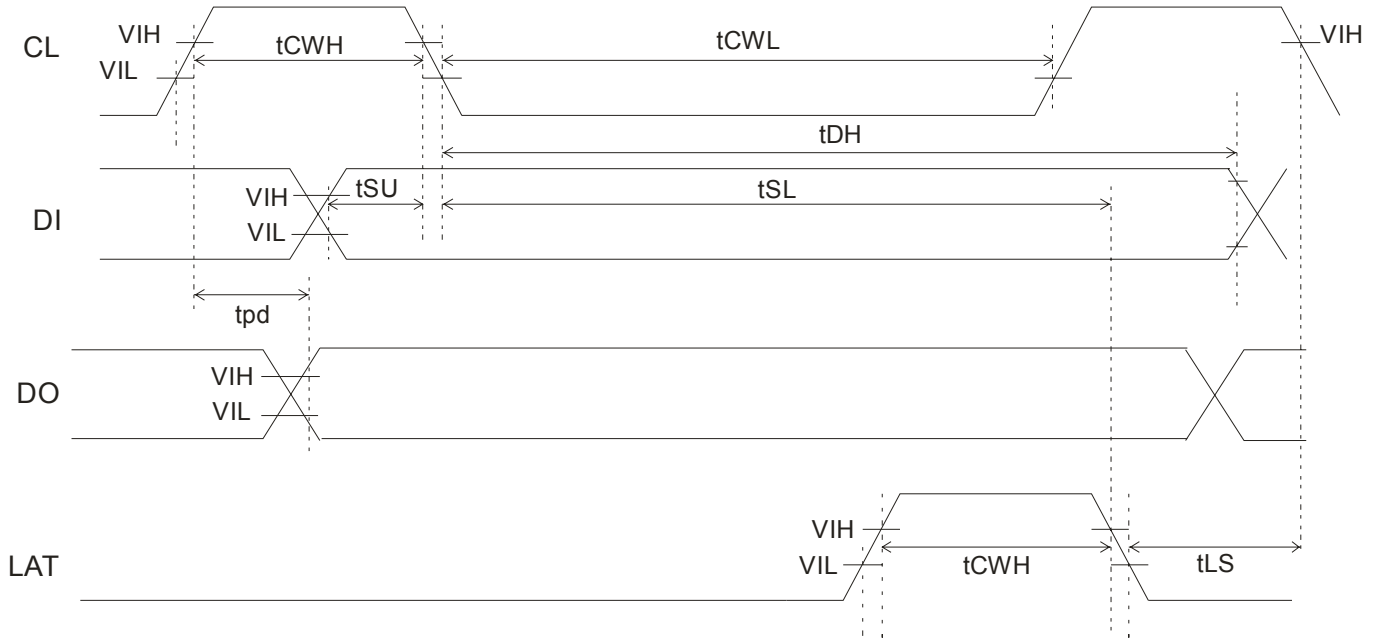 CL
VIH
VIL
tCWH
tCWL
VIH
tDH
DI
VIH
VIL
tSU
tSL
tpd
DO
VIH
VIL
LAT
VIH
VIL
tCWH
tLS